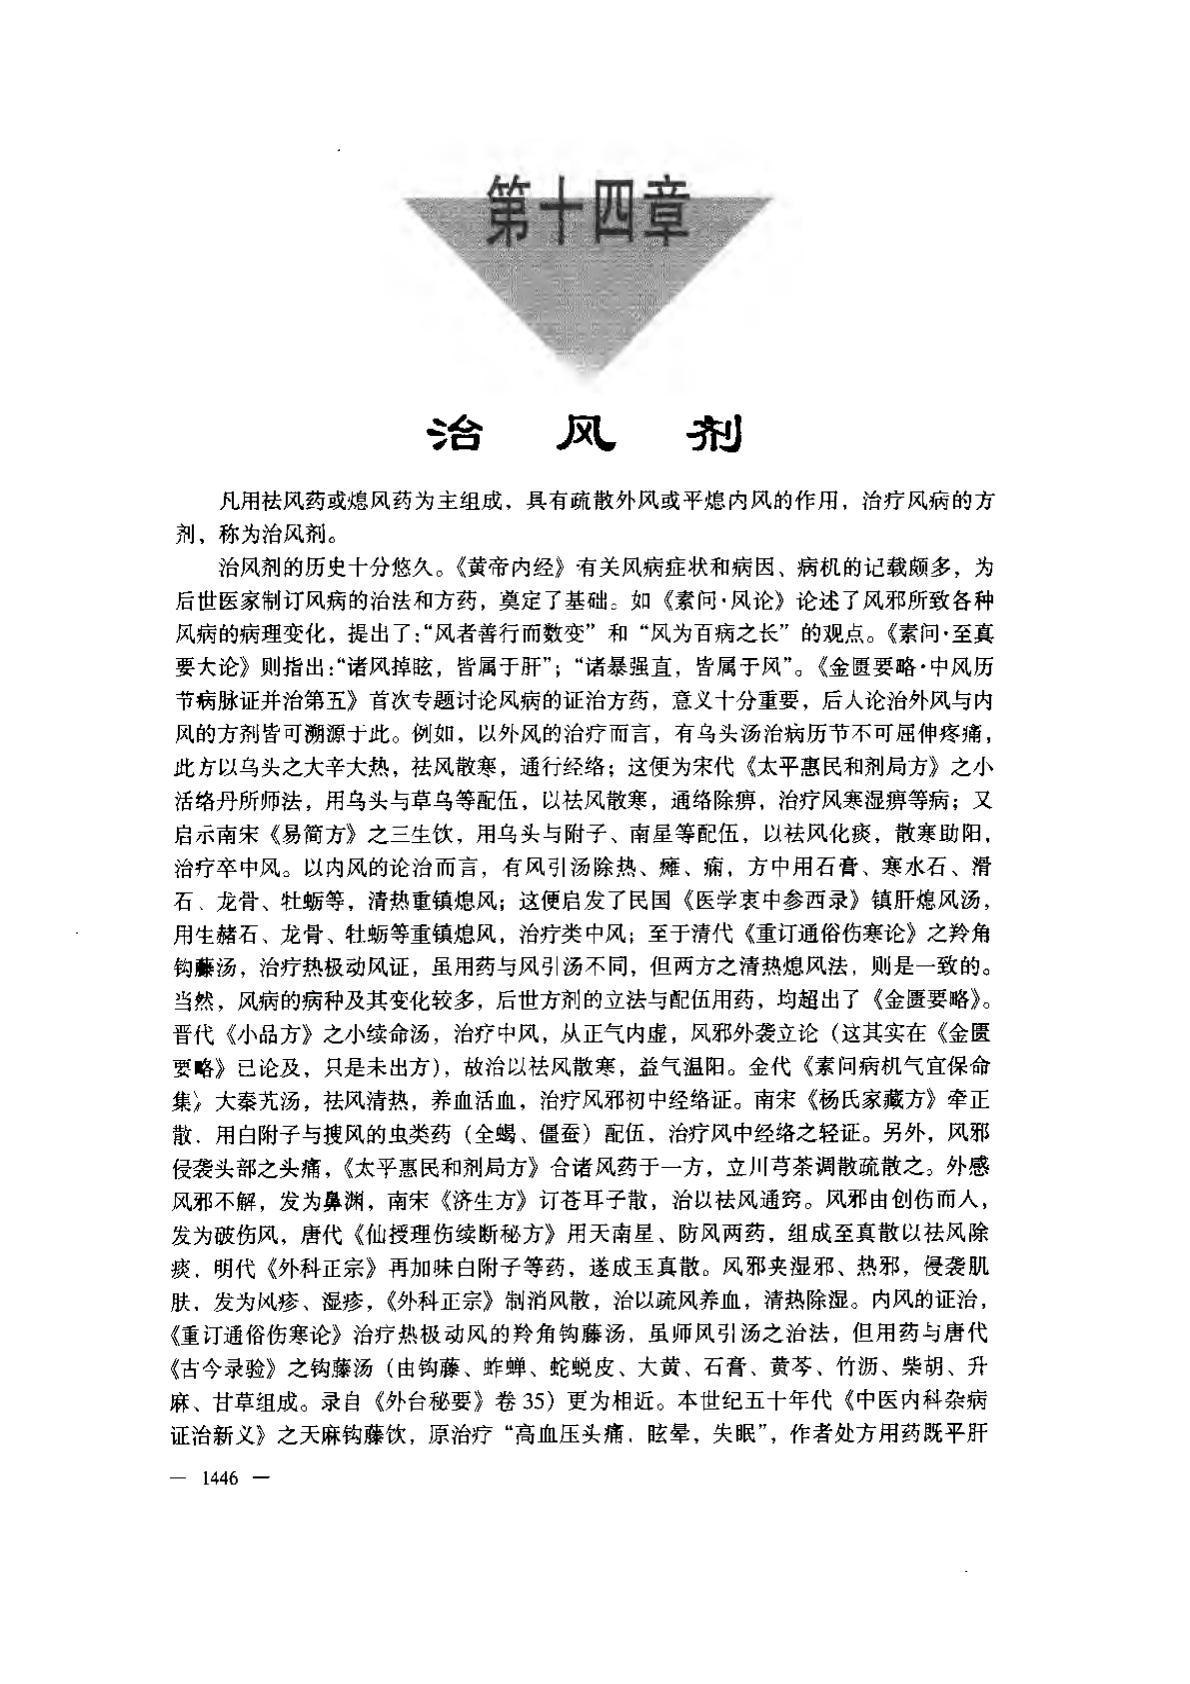 第十四章
治 风 剂
凡用祛风药或熄风药为主组成，具有疏散外风或平熄内风的作用，治疗风病的方
剂，称为治风剂。
治风剂的历史十分悠久。《黄帝内经》有关风病症状和病因、病机的记载颇多，为
后世医家制订风病的治法和方药，奠定了基础。如《素问·风论》论述了风邪所致各种
风病的病理变化，提出了:“风者善行而数变”和“风为百病之长”的观点。《素问·至真
要大论》则指出:“诸风掉眩，皆属于肝”；“诸暴强直，皆属于风”。《金匮要略·中风历
节病脉证并治第五》首次专题讨论风病的证治方药，意义十分重要，后人论治外风与内
风的方剂皆可溯源于此。例如，以外风的治疗而言，有乌头汤治病历节不可屈伸疼痛，
此方以乌头之大辛大热，祛风散寒，通行经络；这便为宋代《太平惠民和剂局方》之小
活络丹所师法，用乌头与草乌等配伍，以祛风散寒，通络除痹，治疗风寒湿痹等病；又
启示南宋《易简方》之三生饮，用乌头与附子、南星等配伍，以祛风化痰，散寒助阳，
治疗卒中风。以内风的论治而言，有风引汤除热、瘫、痫，方中用石膏、寒水石、滑
石、龙骨、牡蛎等，清热重镇熄风；这便启发了民国《医学衷中参西录》镇肝熄风汤，
用生赭石、龙骨、牡蛎等重镇熄风，治疗类中风；至于清代《重订通俗伤寒论》之羚角
钩藤汤，治疗热极动风证，虽用药与风引汤不同，但两方之清热熄风法，则是一致的。
当然，风病的病种及其变化较多，后世方剂的立法与配伍用药，均超出了《金匮要略》。
晋代《小品方》之小续命汤，治疗中风，从正气内虚，风邪外袭立论（这其实在《金匮
要略》已论及，只是未出方），故治以祛风散寒，益气温阳。金代《素问病机气宜保命
集》大秦艽汤，祛风清热，养血活血，治疗风邪初中经络证。南宋《杨氏家藏方》牵正
散，用白附子与搜风的虫类药（全蝎、僵蚕）配伍，治疗风中经络之轻证。另外，风邪
侵袭头部之头痛，《太平惠民和剂局方》合诸风药于一方，立川芎茶调散疏散之。外感
风邪不解，发为鼻渊，南宋《济生方》订苍耳子散，治以祛风通窍。风邪由创伤而人，
发为破伤风，唐代《仙授理伤续断秘方》用天南星、防风两药，组成至真散以祛风除
痰，明代《外科正宗》再加味白附子等药，遂成玉真散。风邪夹湿邪、热邪，侵袭肌
肤，发为风疹、湿疹，《外科正宗》制消风散，治以疏风养血，清热除湿。内风的证治，
《重订通俗伤寒论》治疗热极动风的羚角钩藤汤，虽师风引汤之治法，但用药与唐代
《古今录验》之钩藤汤（由钩藤、蚱蝉、蛇蜕皮、大黄、石膏、黄芩、竹沥、柴胡、升
麻、甘草组成。录自《外台秘要》卷 35）更为相近。本世纪五十年代《中医内科杂病
证治新义》之天麻钩藤饮，原治疗“高血压头痛，眩晕，失眠”，作者处方用药既平肝
— 1446 —